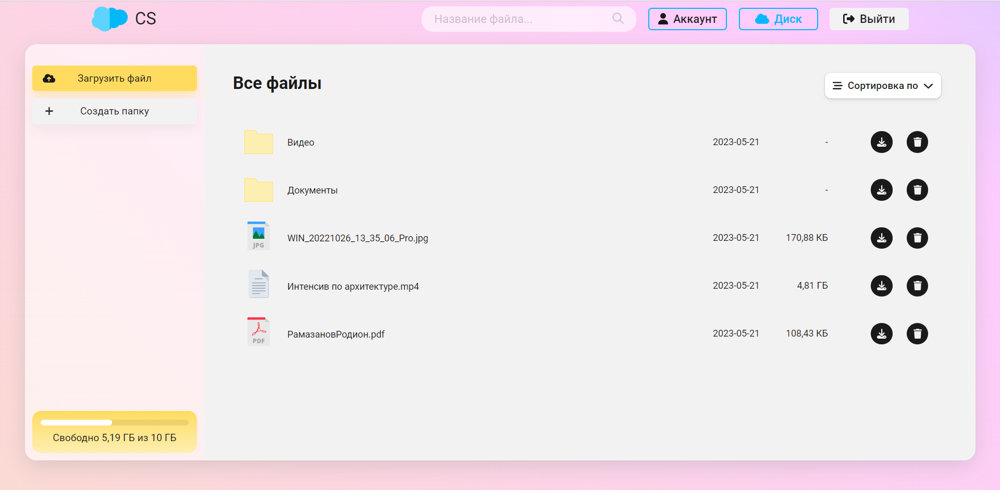 CS
Название файла...
Аккаунт
Диск
Выйти
Загрузить файл
Создать папку
Все файлы
Сортировка по
Видео 2023-05-21 -
Документы 2023-05-21 -
JPG WIN_20221026_13_35_06_Pro.jpg 2023-05-21 170,88 КБ
Интенсив по архитектуре.mp4 2023-05-21 4,81 ГБ
PDF РамазановРодион.pdf 2023-05-21 108,43 КБ
Свободно 5,19 ГБ из 10 ГБ